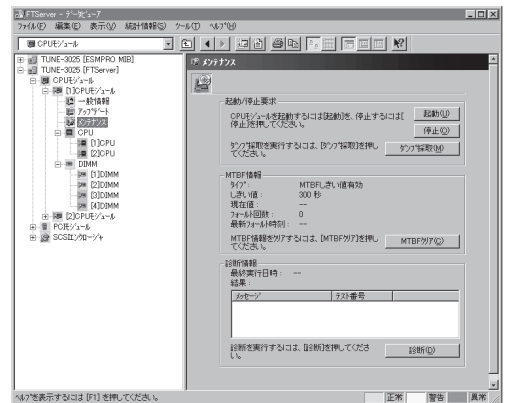 FTServer - データビューア
ファイル(F) 編集(E) 表示(V) 統計情報(S) ツール(T) ヘルプ(H)
CPUモジュール
TUNE-3025 [ESMPRO MIB]
TUNE-3025 [FTServer]
CPUモジュール
[1]CPUモジュール
一般情報
アップデート
メンテナンス
CPU
[1]CPU
[2]CPU
DIMM
[1]DIMM
[2]DIMM
[3]DIMM
[4]DIMM
[2]CPUモジュール
PCIモジュール
SCSIエンクロージャ
メンテナンス
起動/停止要求
CPUモジュールを起動するには[起動]を、停止するには[
停止]を押してください。
起動(U)
停止(O)
ダンプ採取を実行するには、[ダンプ採取]を押し
てください。
ダンプ採取(M)
MTBF情報
タイプ: MTBFしきい値有効
しきい値: 300 秒
現在値: --
フォールト回数: 0
最新フォールト時刻: --
MTBF情報をクリアするには、[MTBFクリア]を押し
てください。
MTBFクリア(C)
診断情報
最終実行日時: --
結果:
メッセージ テスト番号
診断を実行するには、[診断]を押してくださ
い。
診断(D)
ヘルプを表示するには [F1] を押してください。
正常 警告 異常